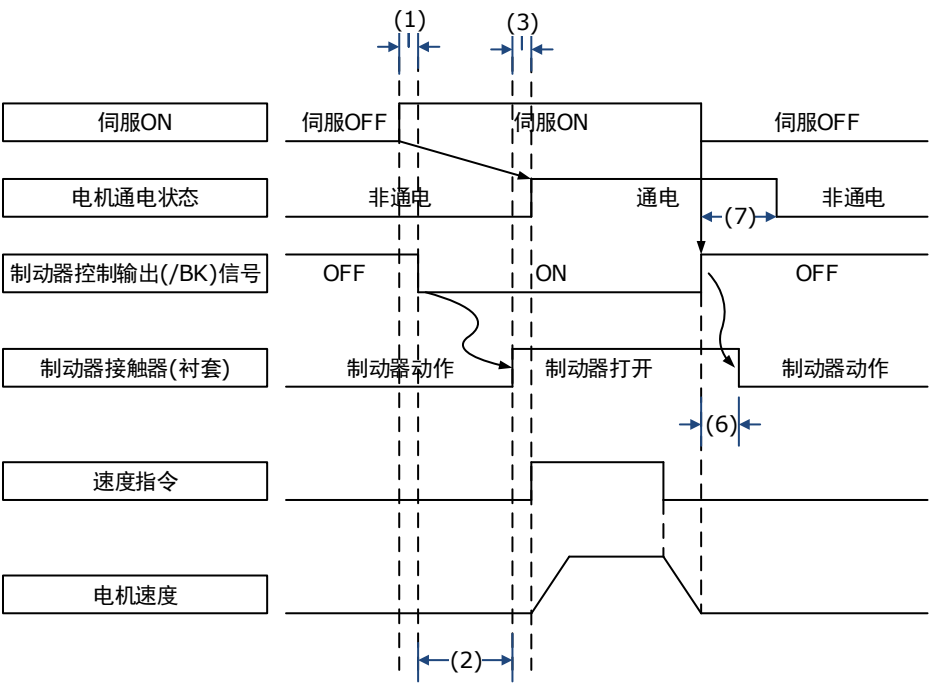 (1)
(3)
伺服ON
伺服OFF
伺服ON
伺服OFF
电机通电状态
非通电
通电
非通电
(7)
制动器控制输出(/BK)信号
OFF
ON
OFF
制动器接触器(衬套)
制动器动作
制动器打开
制动器动作
(6)
速度指令
电机速度
(2)